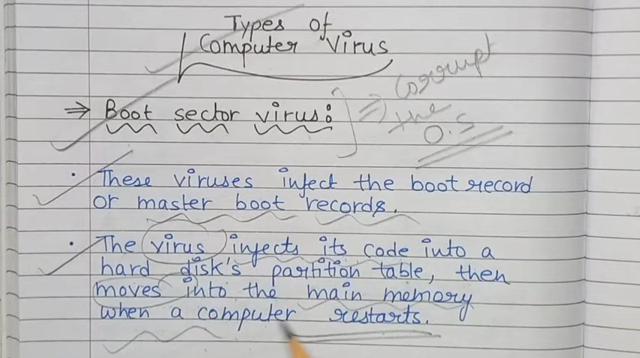 Types of
Computer Virus
⇒ Boot sector virus: ⇒ Corrupt
the
O.S
• These viruses infect the boot record
or master boot records.
• The virus injects its code into a
hard disk's partition table, then
moves into the main memory
when a computer restarts.